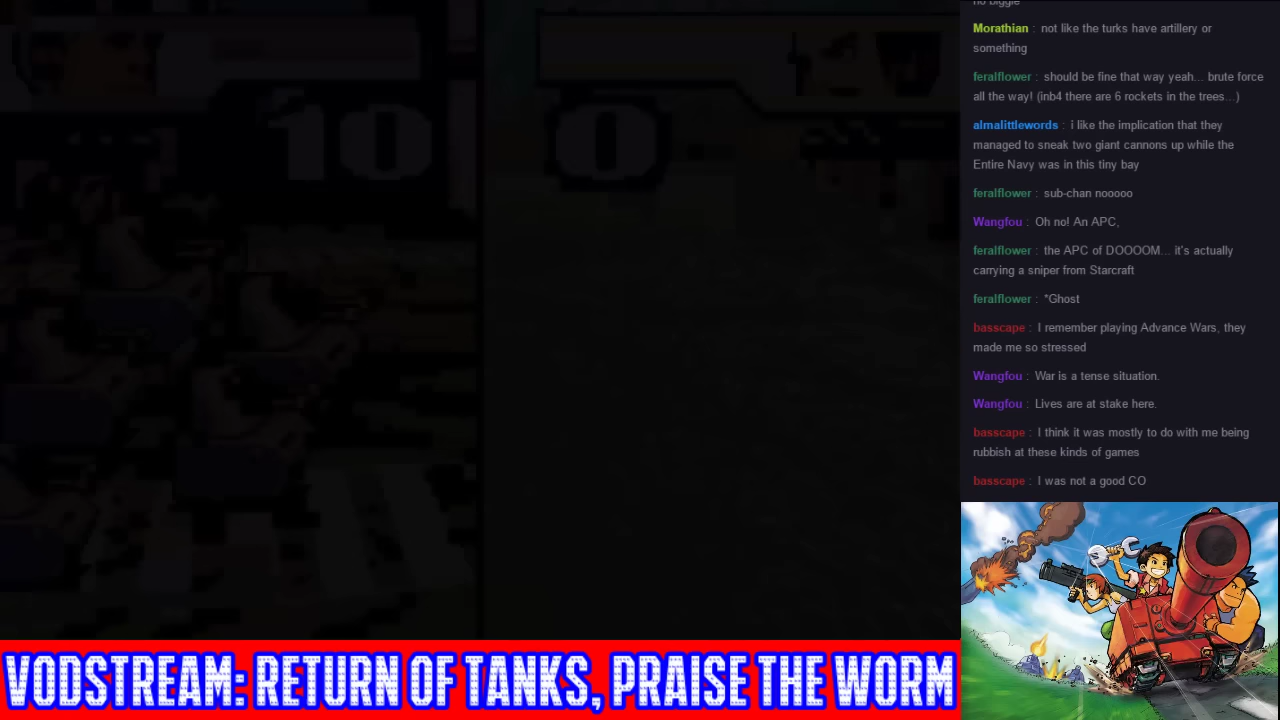 10
0
no biggie
Morathian : not like the turks have artillery or
something
feralflower : should be fine that way yeah... brute force
all the way! (inb4 there are 6 rockets in the trees...)
almalittlewords : i like the implication that they
managed to sneak two giant cannons up while the
Entire Navy was in this tiny bay
feralflower : sub-chan nooooo
Wangfou : Oh no! An APC,
feralflower : the APC of DOOOOM... it's actually
carrying a sniper from Starcraft
feralflower : *Ghost
basscape : I remember playing Advance Wars, they
made me so stressed
Wangfou : War is a tense situation.
Wangfou : Lives are at stake here.
basscape : I think it was mostly to do with me being
rubbish at these kinds of games
basscape : I was not a good CO
VODSTREAM: RETURN OF TANKS, PRAISE THE WORM